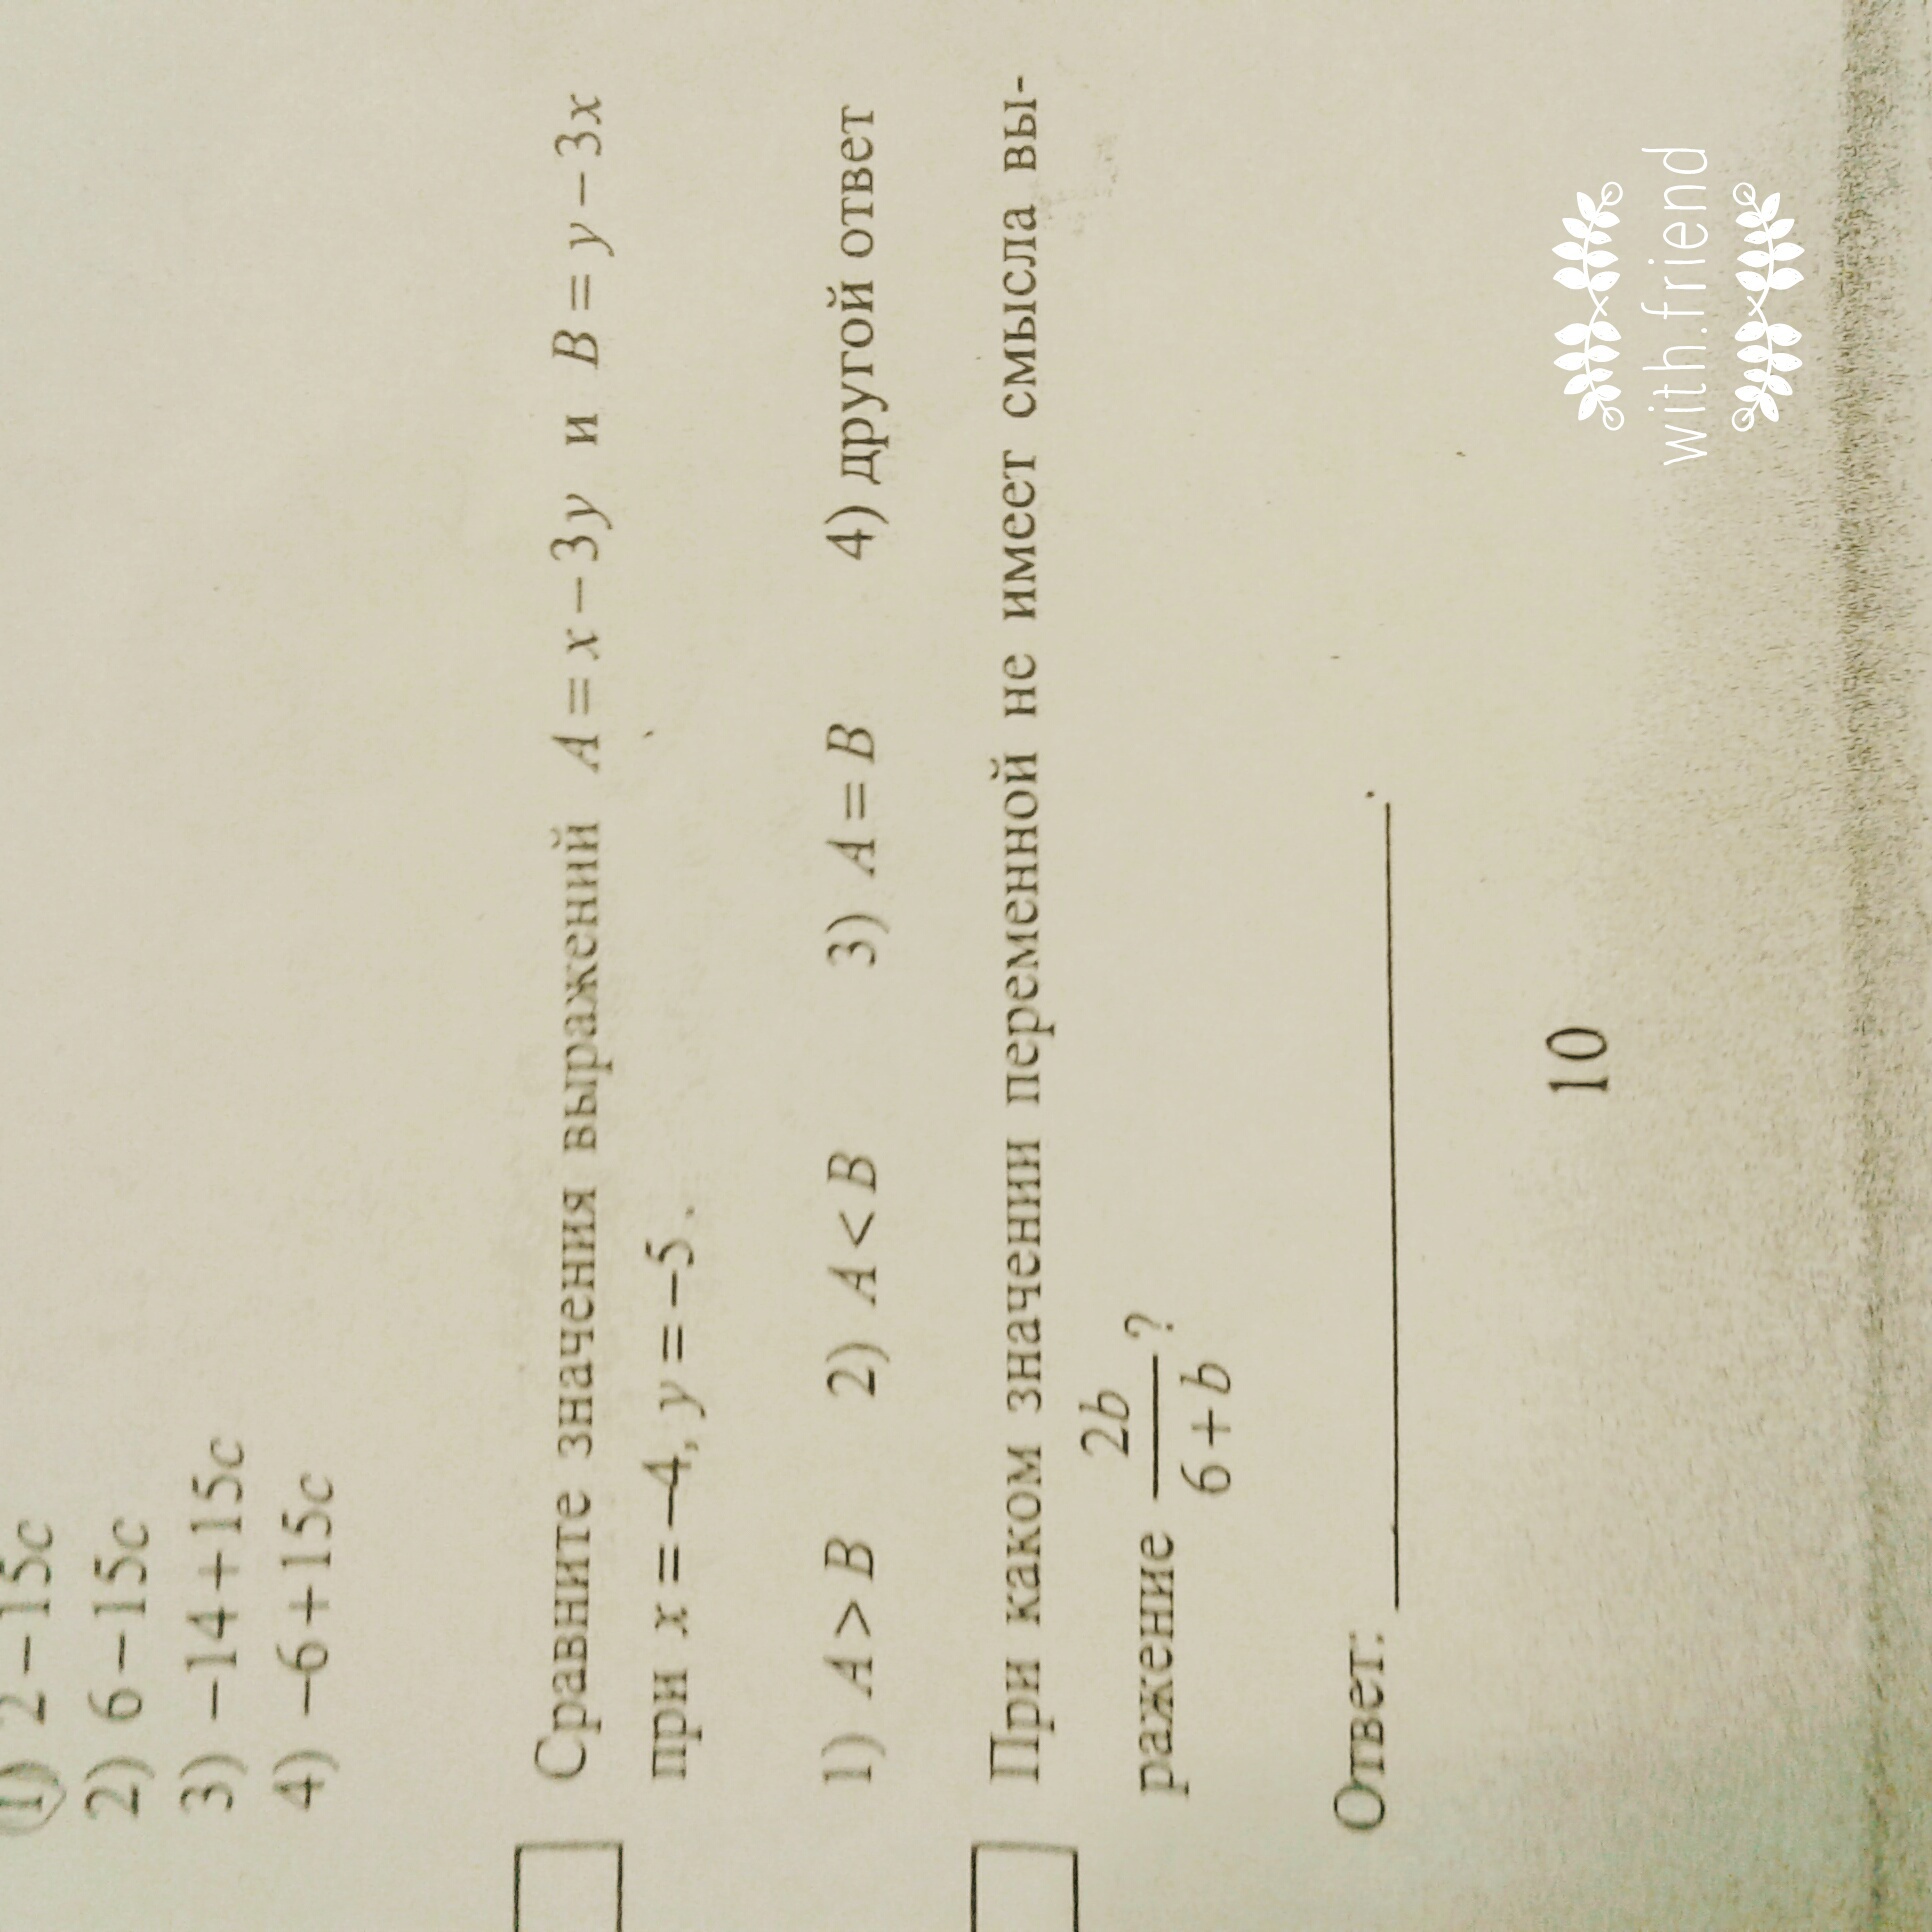 1) 2−15c
2) 6−15c
3) −14+15c
4) −6+15c
Сравните значения выражений A=x−3y и B=y−3x
при x=−4, y=−5.
1) A>B 2) A<B 3) A=B 4) другой ответ
При каком значении переменной не имеет смысла вы-
ражение 2b/6+b?
Ответ: ________.
10
with.friend